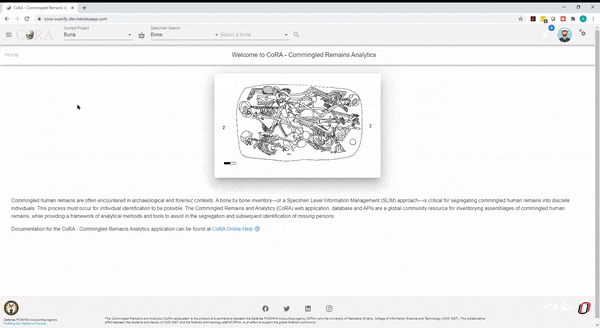 CoRA - Commingled Remains A
cora-vuetify-dev.herokuapp.com
Current Project
Specimen Search
CoRA
Buna
Bone
Select a bone
Home
Welcome to CoRA - Commingled Remains Analytics
2
2
Commingled human remains are often encountered in archaeological and forensic contexts. A bone by bone inventory—or a Specimen Level Information Management (SLIM) approach—is critical for segregating commingled human remains into discrete
individuals. This process must occur for individual identification to be possible. The Commingled Remains and Analytics (CoRA) web application, database and APIs are a global community resource for inventorying assemblages of commingled human
remains, while providing a framework of analytical methods and tools to assist in the segregation and subsequent identification of missing persons.
Documentation for the CoRA - Commingled Remains Analytics application can be found at CoRA Online Help
Defense POW/MIA Accounting Agency
Fulfilling Our Nation's Promise
The Commingled Remains and Analytics (CoRA) ecosystem is the product of a partnership between the Defense POW/MIA Accounting Agency (DPAA) and the University of Nebraska Omaha, College of Information Science and Technology (UNO IS&T). This collaborative
effort between the students and faculty of UNO-IS&T and the forensic anthropology staff of DPAA, is an effort to support the global forensic community.